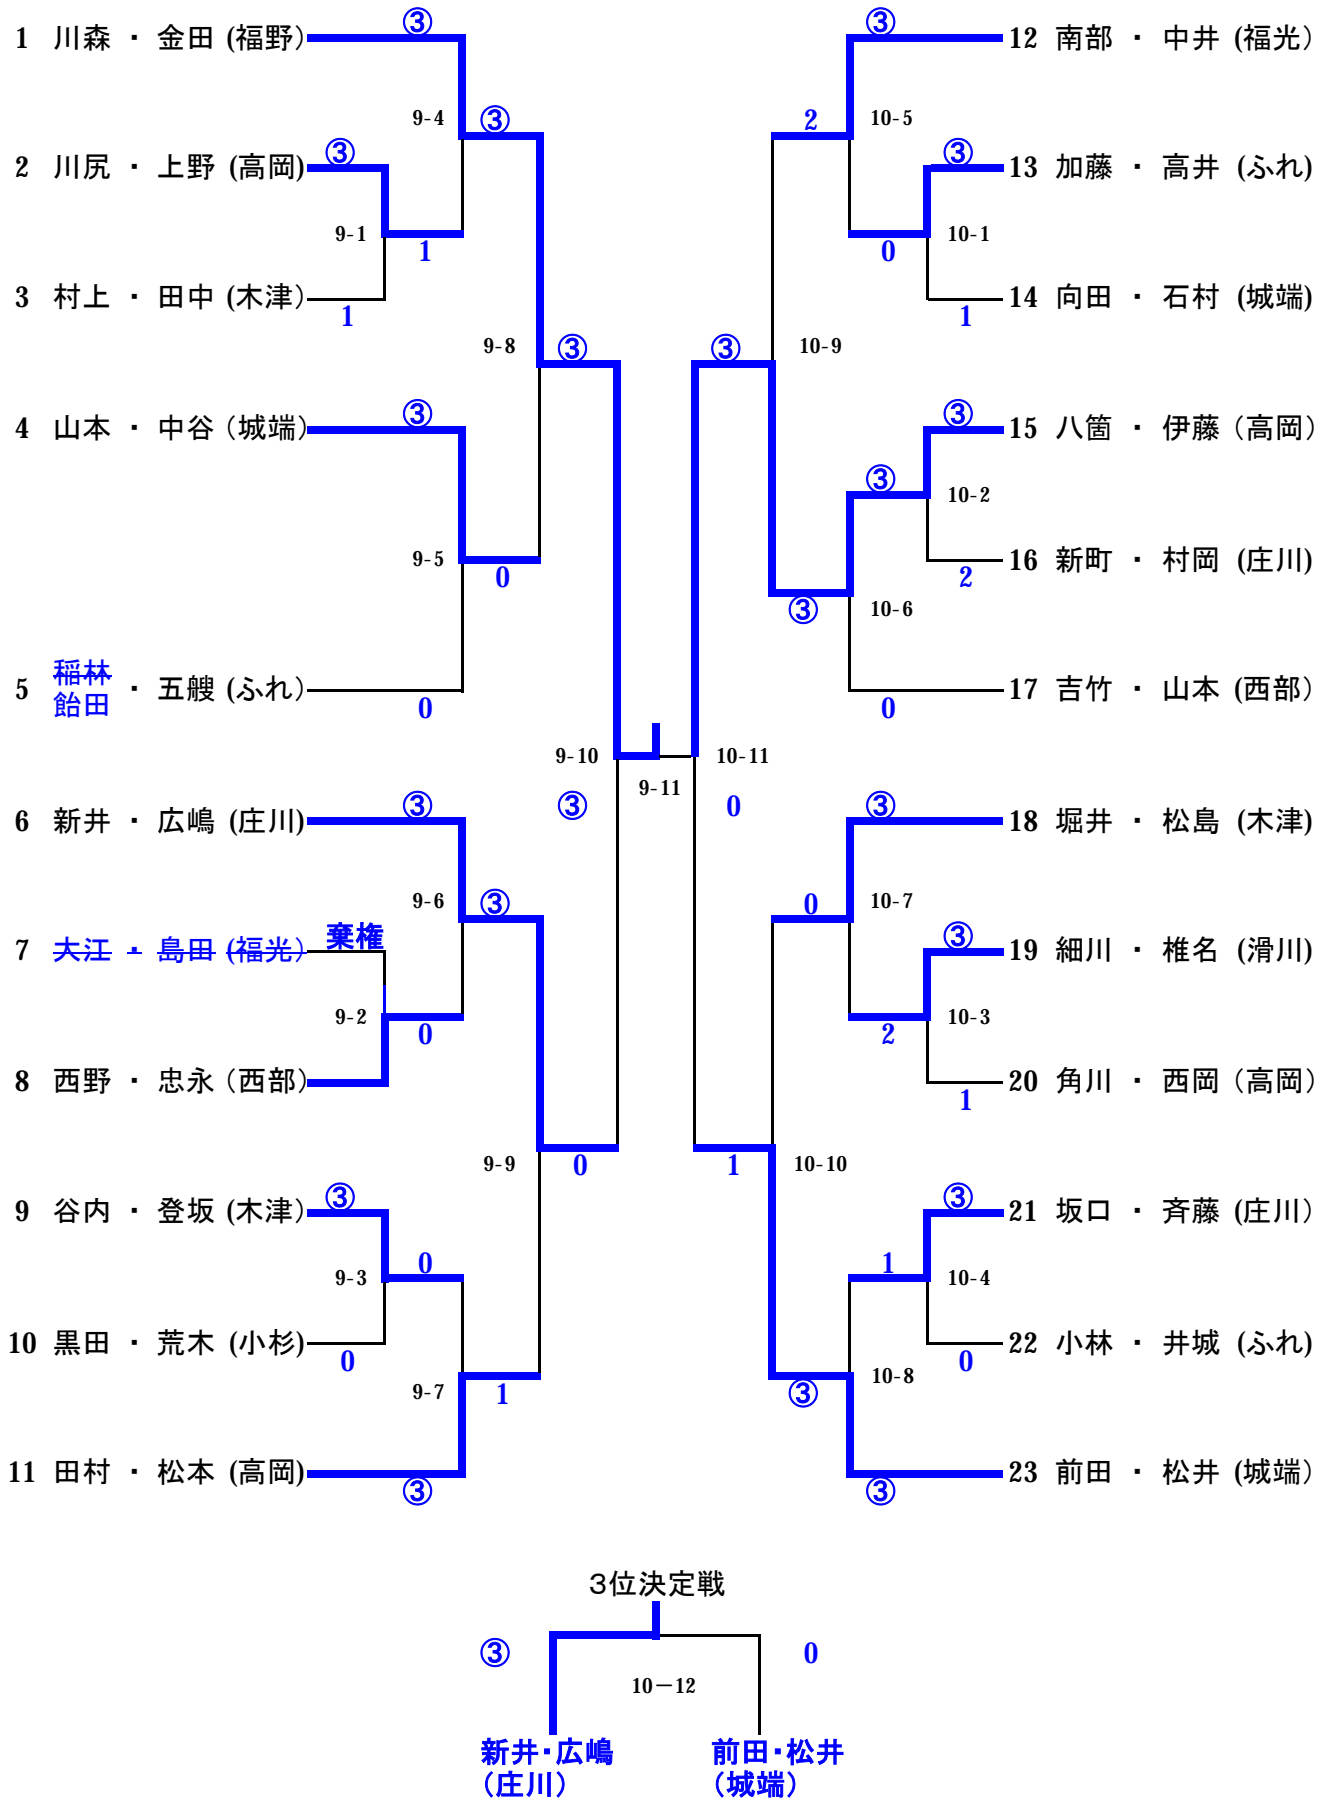 ③
1 川森 ・ 金田 (福野)
9-4
③
③
2 川尻 ・ 上野 (高岡)
9-1
1
3 村上 ・ 田中 (木津)
1
9-8
③
③
4 山本 ・ 中谷 (城端)
9-5
0
稲林
5 飴田 ・ 五艘 (ふれ)
0
9-10
③
6 新井 ・ 広嶋 (庄川)
③
9-6
③
7 大江 ・ 島田 (福光)
棄権
9-2
0
8 西野 ・ 忠永 (西部)
9-9
0
9 谷内 ・ 登坂 (木津)
③
9-3
0
10 黒田 ・ 荒木 (小杉)
0
9-7
1
11 田村 ・ 松本 (高岡)
③
9-11
③
12 南部 ・ 中井 (福光)
2
10-5
③
13 加藤 ・ 高井 (ふれ)
0
10-1
14 向田 ・ 石村 (城端)
1
③
10-9
③
15 八箇 ・ 伊藤 (高岡)
③
10-2
16 新町 ・ 村岡 (庄川)
2
③
10-6
17 吉竹 ・ 山本 (西部)
0
10-11
0
③
18 堀井 ・ 松島 (木津)
0
10-7
③
19 細川 ・ 椎名 (滑川)
2
10-3
20 角川 ・ 西岡 (高岡)
1
1
10-10
③
21 坂口 ・ 斉藤 (庄川)
1
10-4
22 小林 ・ 井城 (ふれ)
0
③
10-8
23 前田 ・ 松井 (城端)
③
3位決定戦
③
0
10－12
新井・広嶋
(庄川)
前田・松井
(城端)